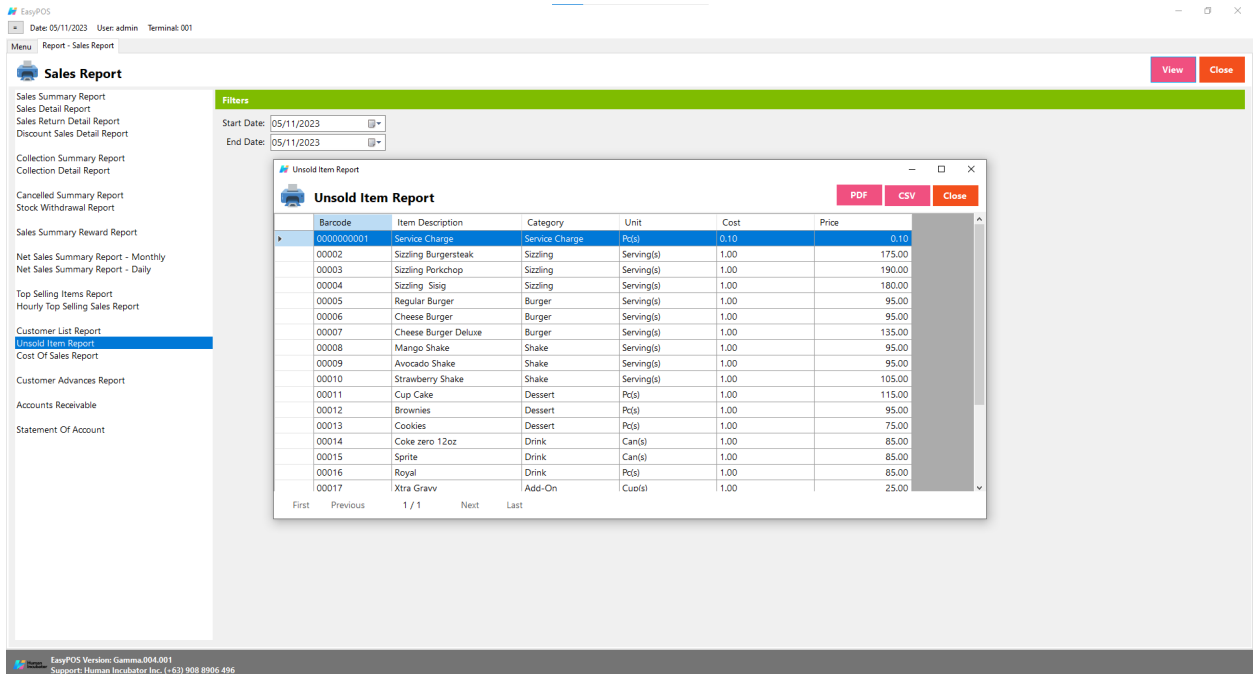 EasyPOS
Date: 05/11/2023 User: admin Terminal: 001
Menu Report - Sales Report
Sales Report View Close
Sales Summary Report
Sales Detail Report
Sales Return Detail Report
Discount Sales Detail Report
Collection Summary Report
Collection Detail Report
Cancelled Summary Report
Stock Withdrawal Report
Sales Summary Reward Report
Net Sales Summary Report - Monthly
Net Sales Summary Report - Daily
Top Selling Items Report
Hourly Top Selling Sales Report
Customer List Report
Unsold Item Report
Cost Of Sales Report
Customer Advances Report
Accounts Receivable
Statement Of Account
Filters
Start Date: 05/11/2023
End Date: 05/11/2023
Unsold Item Report
Unsold Item Report PDF CSV Close
Barcode Item Description Category Unit Cost Price
0000000001 Service Charge Service Charge Pc(s) 0.10 0.10
00002 Sizzling Burgersteak Sizzling Serving(s) 1.00 175.00
00003 Sizzling Porkchop Sizzling Serving(s) 1.00 190.00
00004 Sizzling Sisig Sizzling Serving(s) 1.00 180.00
00005 Regular Burger Burger Serving(s) 1.00 95.00
00006 Cheese Burger Burger Serving(s) 1.00 95.00
00007 Cheese Burger Deluxe Burger Serving(s) 1.00 135.00
00008 Mango Shake Shake Serving(s) 1.00 95.00
00009 Avocado Shake Shake Serving(s) 1.00 95.00
00010 Strawberry Shake Shake Serving(s) 1.00 105.00
00011 Cup Cake Dessert Pc(s) 1.00 115.00
00012 Brownies Dessert Pc(s) 1.00 95.00
00013 Cookies Dessert Pc(s) 1.00 75.00
00014 Coke zero 12oz Drink Can(s) 1.00 85.00
00015 Sprite Drink Can(s) 1.00 85.00
00016 Royal Drink Pc(s) 1.00 85.00
00017 Xtra Gravy Add-On Cup(s) 1.00 25.00
First Previous 1 / 1 Next Last
Human Incubator
EasyPOS Version: Gamma.004.001
Support: Human Incubator Inc. (+63) 908 8906 496